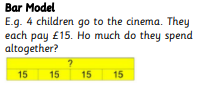 Bar Model
E.g. 4 children go to the cinema. They
each pay £15. Ho much do they spend
altogether?
?
15 15 15 15